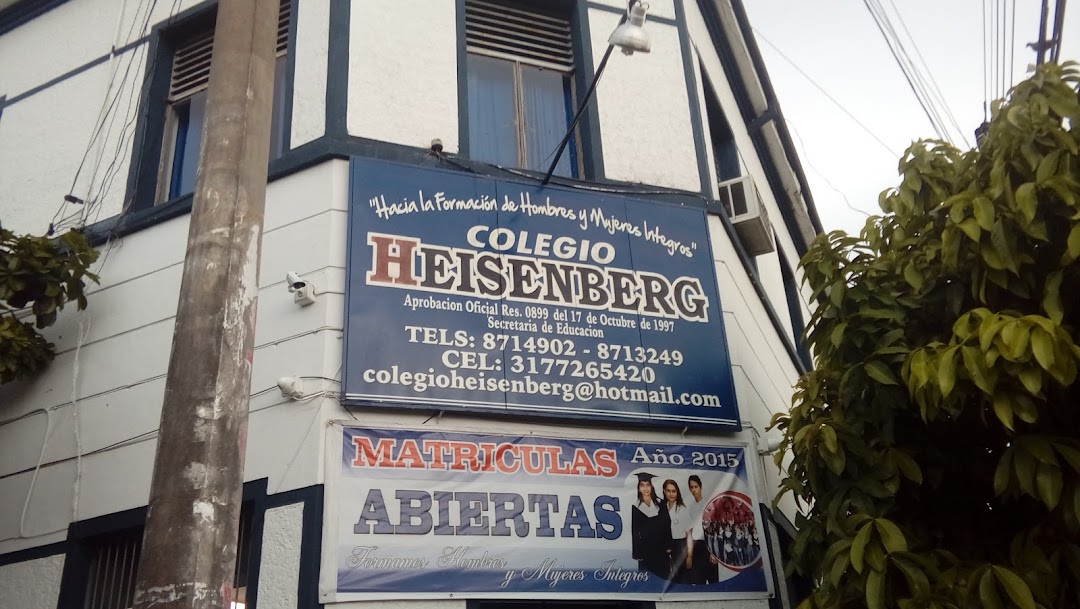 "Hacia la Formación de Hombres y Mujeres Integros"
COLEGIO
HEISENBERG
Aprobacion Oficial Res. 0899 del 17 de Octubre de 1997
Secretaria de Educacion
TELS: 8714902 - 8713249
CEL: 3177265420
colegioheisenberg@hotmail.com
MATRICULAS Año 2015
ABIERTAS
Formamos Hombres
y Mujeres Integros